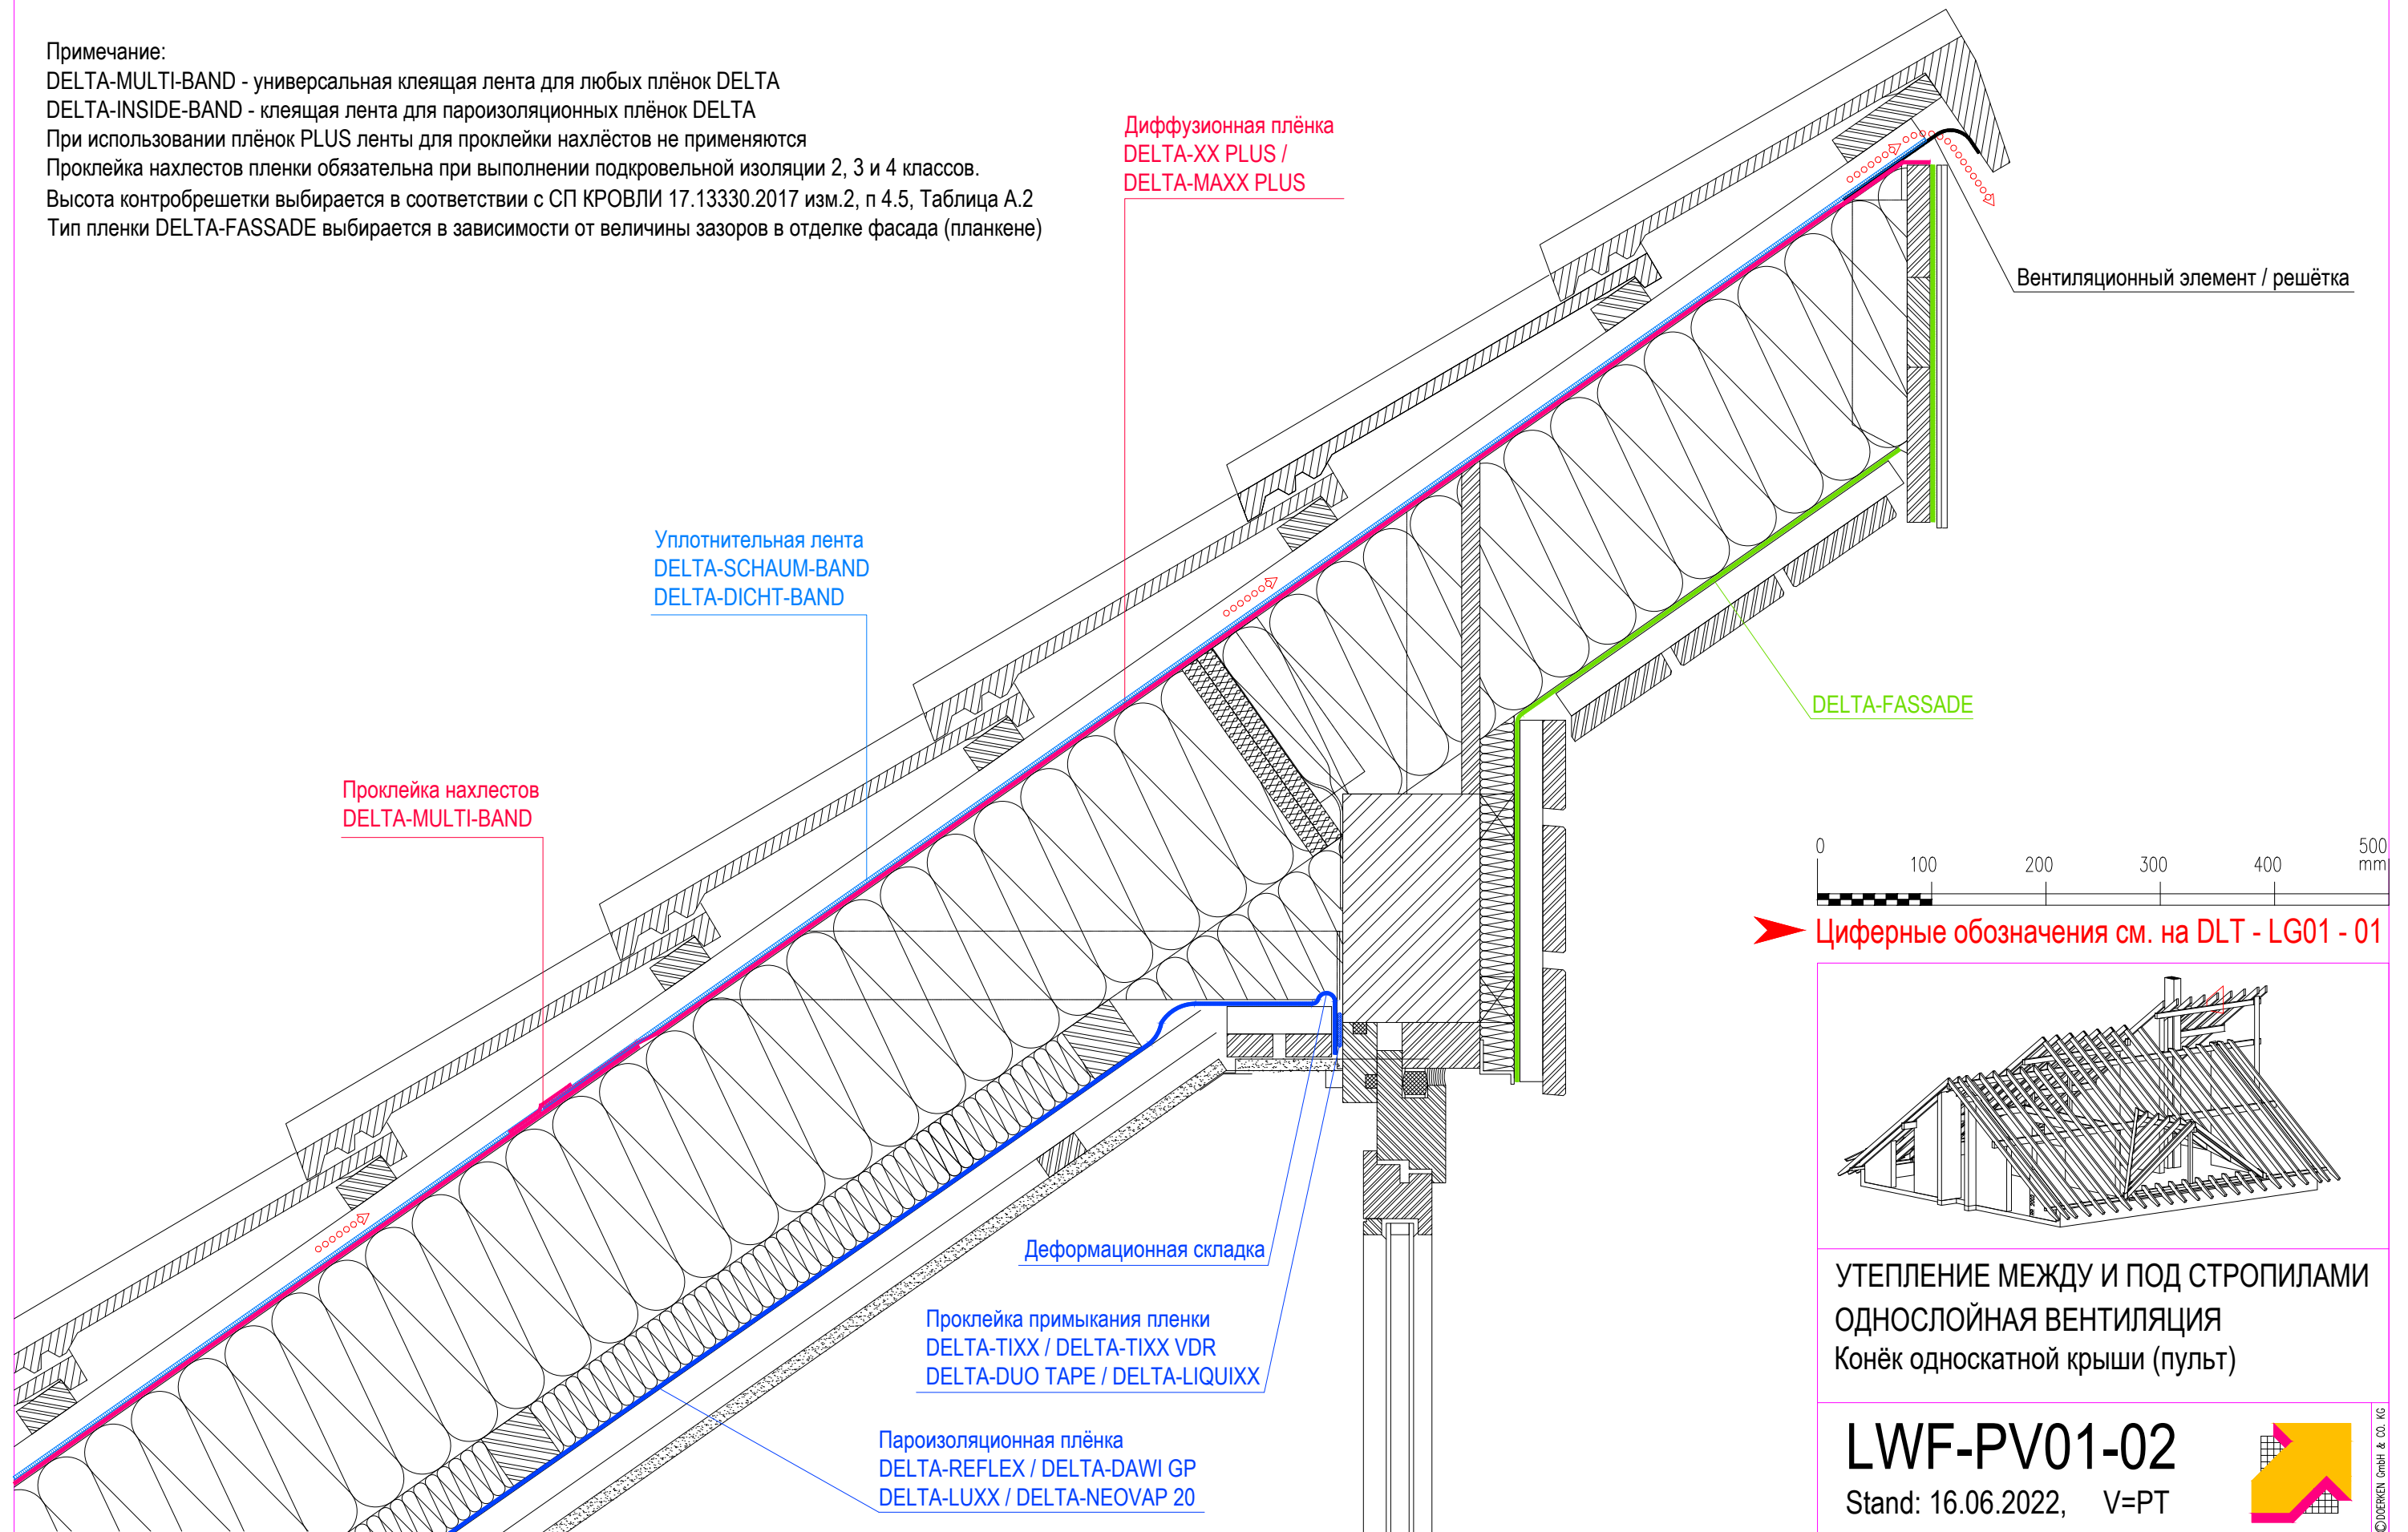 Примечание:
DELTA-MULTI-BAND - универсальная клеящая лента для любых плёнок DELTA
DELTA-INSIDE-BAND - клеящая лента для пароизоляционных плёнок DELTA
При использовании плёнок PLUS ленты для проклейки нахлёстов не применяются
Проклейка нахлестов пленки обязательна при выполнении подкровельной изоляции 2, 3 и 4 классов.
Высота контробрешетки выбирается в соответствии с СП КРОВЛИ 17.13330.2017 изм.2, п 4.5, Таблица А.2
Тип пленки DELTA-FASSADE выбирается в зависимости от величины зазоров в отделке фасада (планкене)
Диффузионная плёнка
DELTA-XX PLUS /
DELTA-MAXX PLUS
Вентиляционный элемент / решётка
Уплотнительная лента
DELTA-SCHAUM-BAND
DELTA-DICHT-BAND
DELTA-FASSADE
Проклейка нахлестов
DELTA-MULTI-BAND
0 100 200 300 400 500
mm
Циферные обозначения см. на DLT - LG01 - 01
Деформационная складка
Проклейка примыкания пленки
DELTA-TIXX / DELTA-TIXX VDR
DELTA-DUO TAPE / DELTA-LIQUIXX
Пароизоляционная плёнка
DELTA-REFLEX / DELTA-DAWI GP
DELTA-LUXX / DELTA-NEOVAP 20
УТЕПЛЕНИЕ МЕЖДУ И ПОД СТРОПИЛАМИ
ОДНОСЛОЙНАЯ ВЕНТИЛЯЦИЯ
Конёк односкатной крыши (пульт)
LWF-PV01-02
Stand: 16.06.2022, V=PT
©DOERKEN GmbH & CO. KG